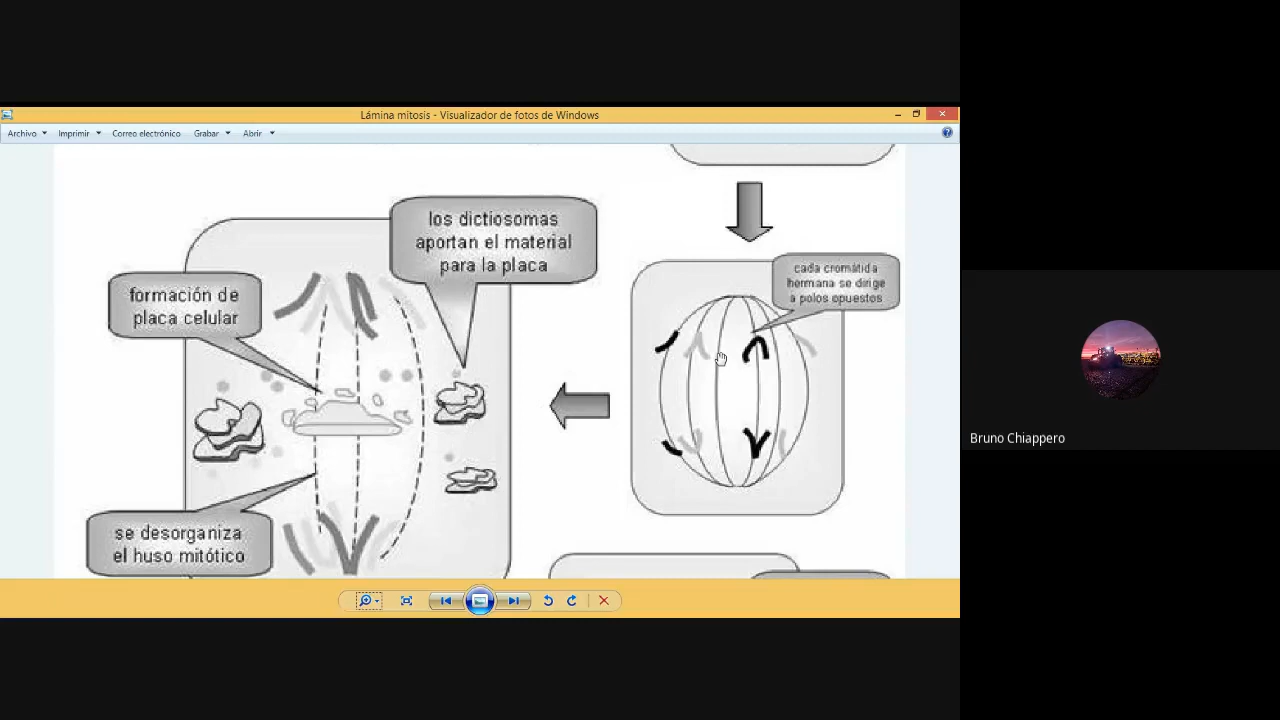 Lámina mitosis - Visualizador de fotos de Windows
Archivo Imprimir Correo electrónico Grabar Abrir
los dictiosomas
aportan el material
para la placa
cada cromátida
hermana se dirige
a polos opuestos
formación de
placa celular
se desorganiza
el huso mitótico
Bruno Chiappero